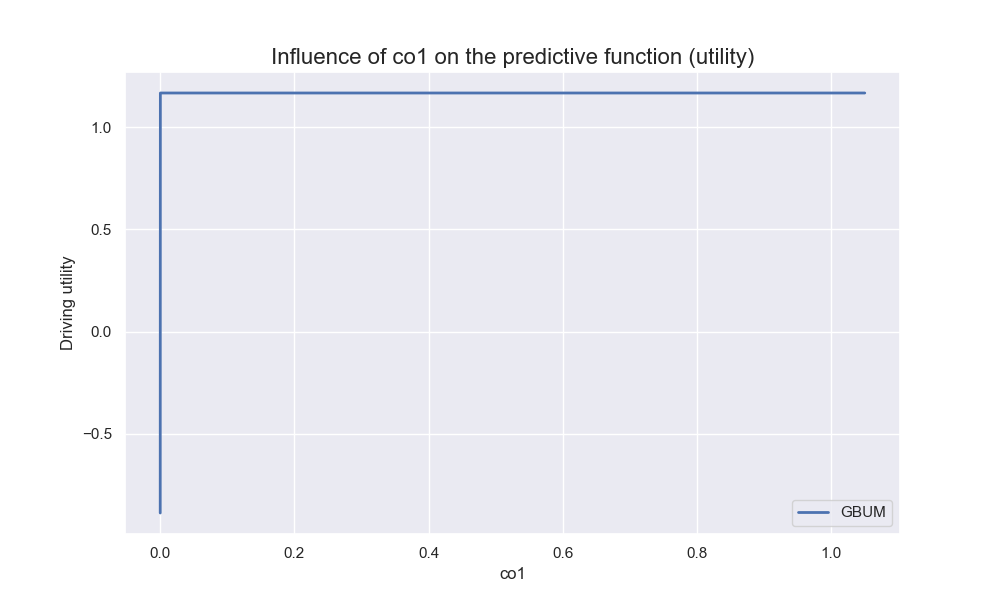 Influence of co1 on the predictive function (utility)
1.0
0.5
0.0
−0.5
Driving utility
0.0 0.2 0.4 0.6 0.8 1.0
co1
GBUM